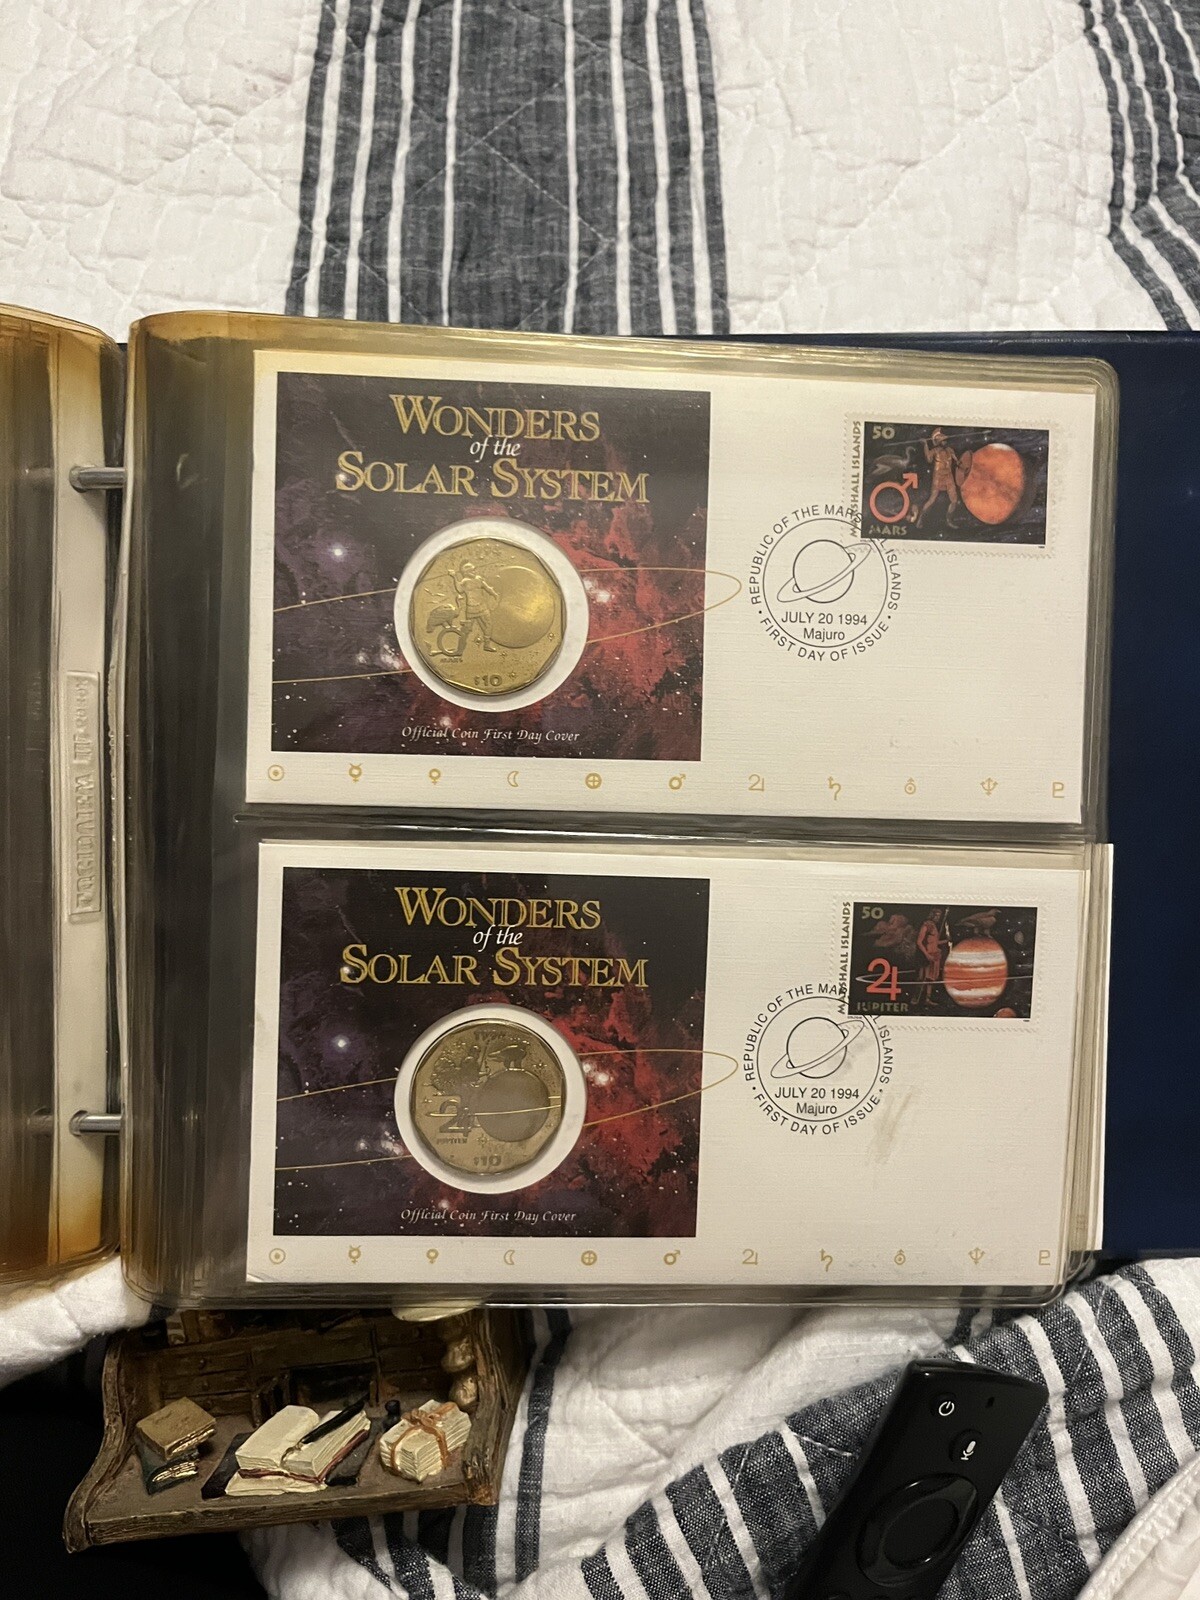 WONDERS
of the
SOLAR SYSTEM
MARS
$10
Official Coin First Day Cover
50
MARSHALL ISLANDS
MARS
REPUBLIC OF THE MARSHALL ISLANDS
JULY 20 1994
Majuro
• FIRST DAY OF ISSUE •
WONDERS
of the
SOLAR SYSTEM
JUPITER
$10
Official Coin First Day Cover
50
MARSHALL ISLANDS
JUPITER
REPUBLIC OF THE MARSHALL ISLANDS
JULY 20 1994
Majuro
• FIRST DAY OF ISSUE •